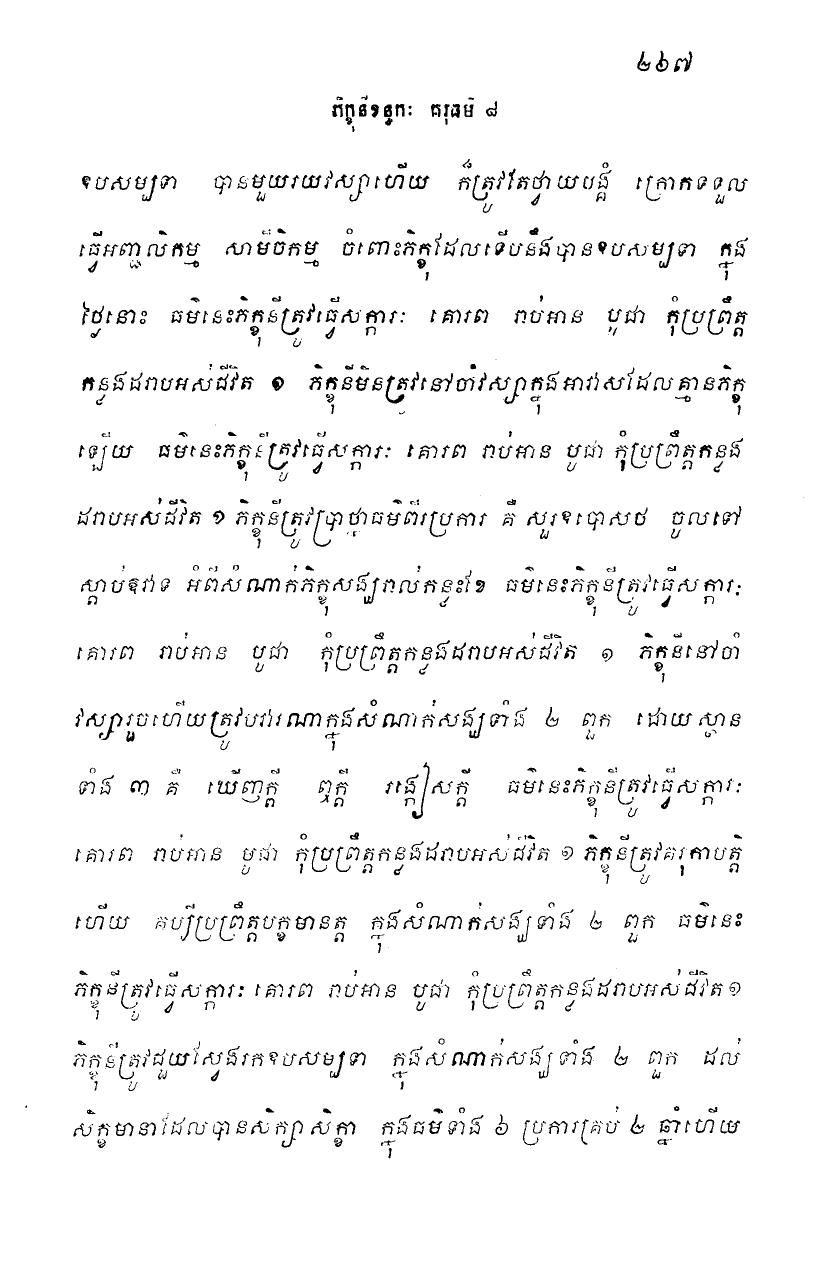 ២៦៧
ភិក្ខុនីខន្ធកៈ គរុធម៌ ៨
ឧបសម្បទា បានមួយរយវស្សាហើយ ក៏ត្រូវតែថ្វាយបង្គំ ក្រោកទទួល
ធ្វើអញ្ជលិកម្ម សាមីចិកម្ម ចំពោះភិក្ខុដែលទើបនឹងបានឧបសម្បទា ក្នុង
ថ្ងៃនោះ ធម៌នេះភិក្ខុនីត្រូវធ្វើសក្ការៈ គោរព រាប់អាន បូជា កុំប្រព្រឹត្ត
កន្លងដរាបអស់ជីវិត ១ ភិក្ខុនីមិនត្រូវនៅចាំវស្សាក្នុងអាវាសដែលគ្មានភិក្ខុ
ឡើយ ធម៌នេះភិក្ខុនីត្រូវធ្វើសក្ការៈ គោរព រាប់អាន បូជា កុំប្រព្រឹត្តកន្លង
ដរាបអស់ជីវិត ១ ភិក្ខុនីត្រូវប្រាថ្នាធម៌ពីរប្រការ គឺ សួរឧបោសថ ចូលទៅ
ស្តាប់ឱវាទ អំពីសំណាក់ភិក្ខុសង្ឃរាល់កន្លះខែ ធម៌នេះភិក្ខុនីត្រូវធ្វើសក្ការៈ
គោរព រាប់អាន បូជា កុំប្រព្រឹត្តកន្លងដរាបអស់ជីវិត ១ ភិក្ខុនីនៅចាំ
វស្សារួចហើយត្រូវបវារណាក្នុងសំណាក់សង្ឃទាំង ២ ពួក ដោយស្ថាន
ទាំង ៣ គឺ ឃើញក្តី ឮក្តី រង្កៀសក្តី ធម៌នេះភិក្ខុនីត្រូវធ្វើសក្ការៈ
គោរព រាប់អាន បូជា កុំប្រព្រឹត្តកន្លងដរាបអស់ជីវិត ១ ភិក្ខុនីត្រូវគរុកាបត្តិ
ហើយ គប្បីប្រព្រឹត្តបក្ខមានត្ត ក្នុងសំណាក់សង្ឃទាំង ២ ពួក ធម៌នេះ
ភិក្ខុនីត្រូវធ្វើសក្ការៈ គោរព រាប់អាន បូជា កុំប្រព្រឹត្តកន្លងដរាបអស់ជីវិត ១
ភិក្ខុនីត្រូវជួយស្វែងរកឧបសម្បទា ក្នុងសំណាក់សង្ឃទាំង ២ ពួក ដល់
សិក្ខមានាដែលបានសិក្សាសិក្ខា ក្នុងធម៌ទាំង ៦ ប្រការគ្រប់ ២ ឆ្នាំហើយ